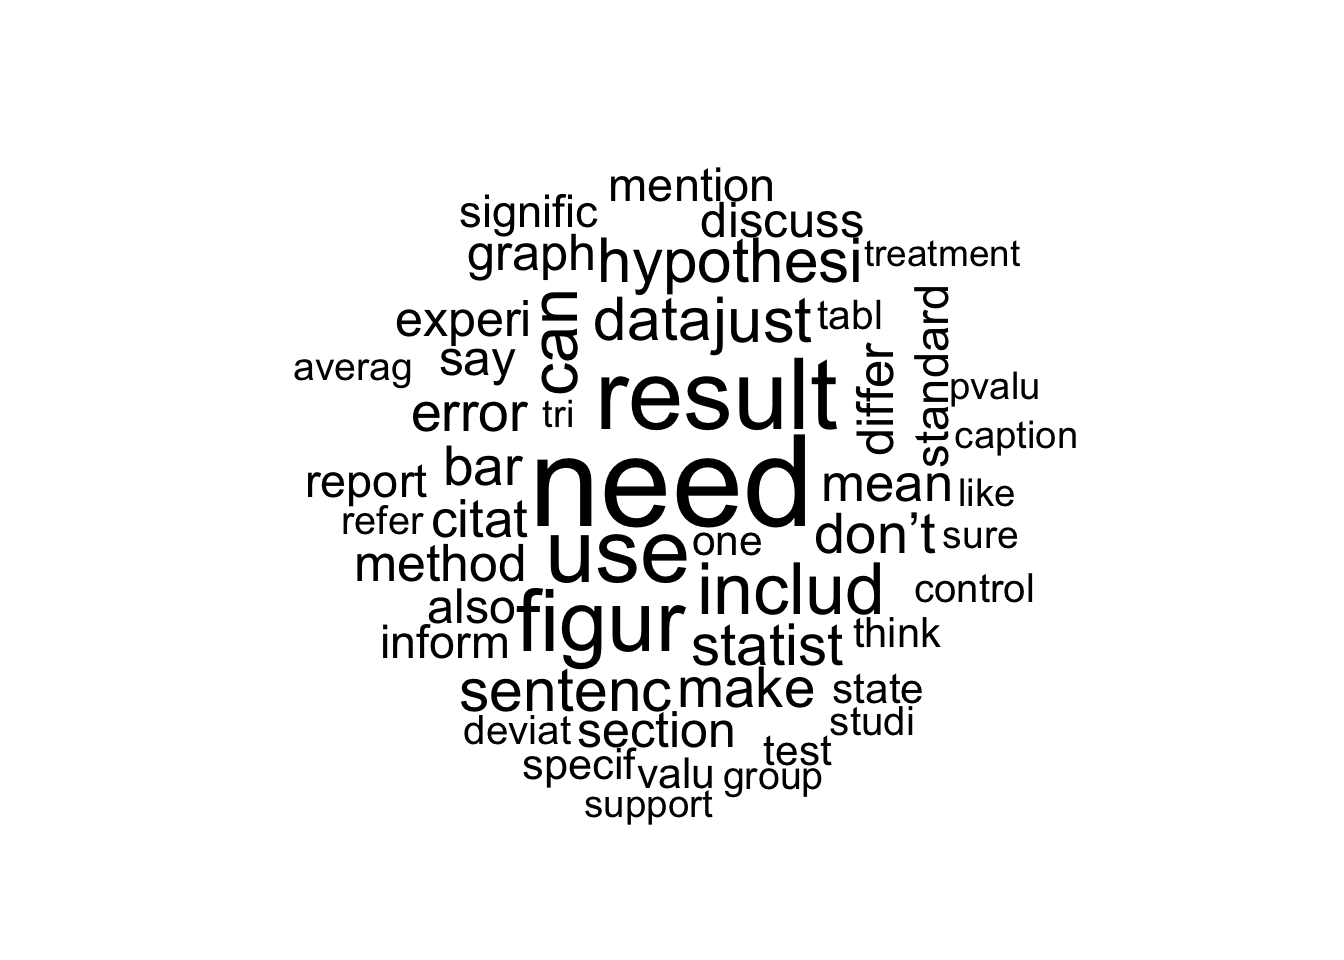 mention
signific
discuss
graph
hypothesi
treatment
experi
can
data
just
tabl
standard
averag
say
result
differ
pvalu
error
tri
caption
report
bar
need
mean
like
refer
citat
use
one
don’t
sure
method
includ
control
also
figur
inform
statist
think
sentenc
make
state
deviat
section
studi
specif
valu
test
group
support